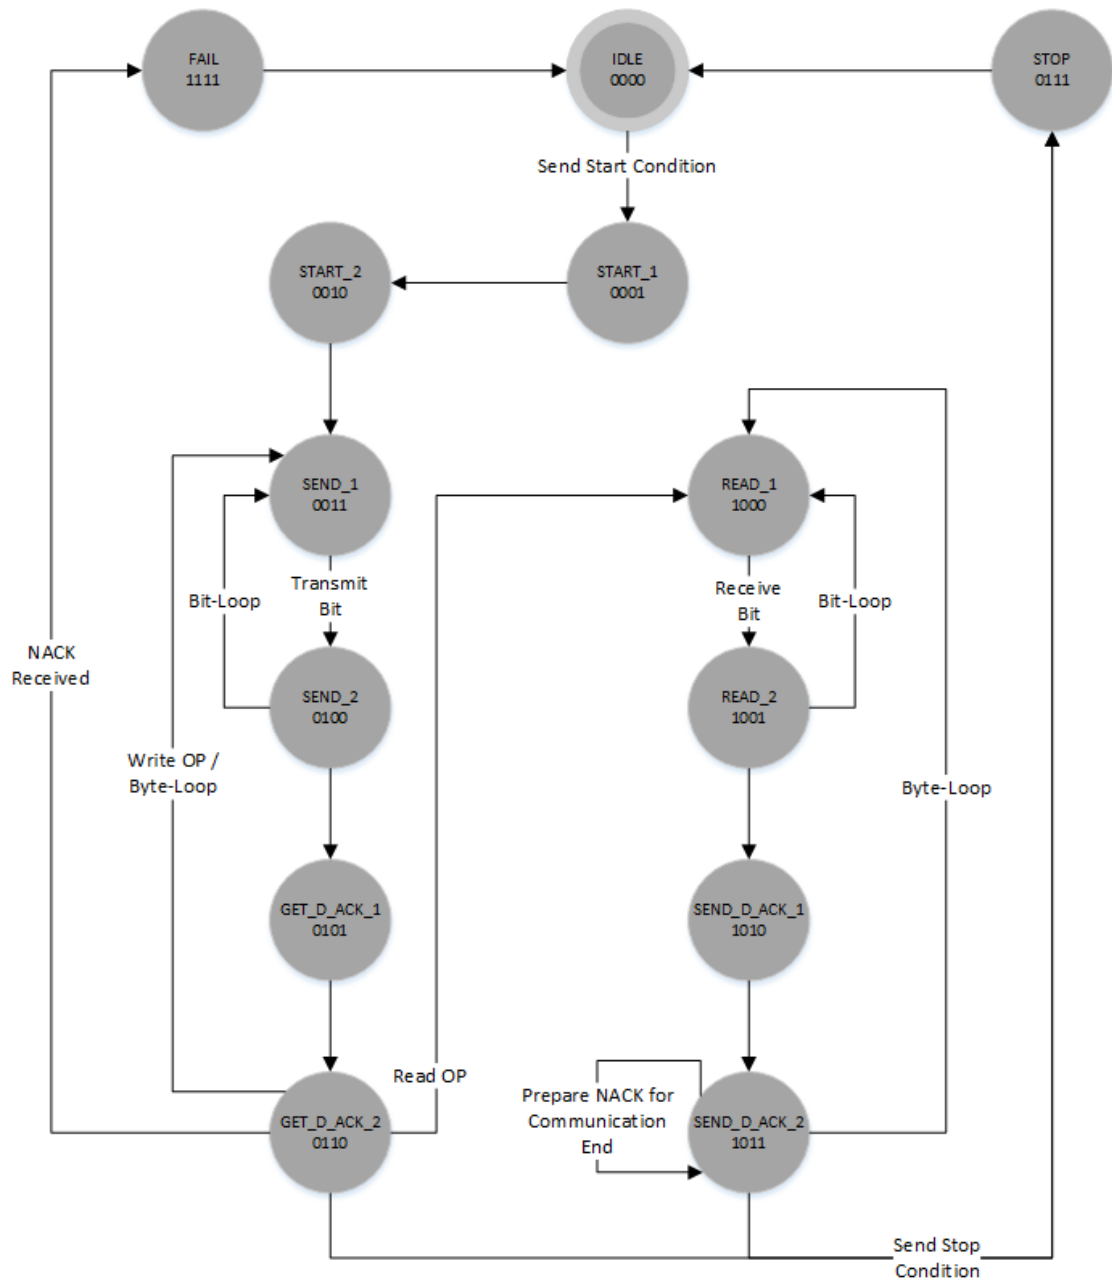 FAIL
1111
IDLE
0000
STOP
0111
Send Start Condition
START_2
0010
START_1
0001
SEND_1
0011
READ_1
1000
Transmit
Bit
Bit-Loop
Receive
Bit
Bit-Loop
NACK
Received
SEND_2
0100
READ_2
1001
Write OP /
Byte-Loop
Byte-Loop
GET_D_ACK_1
0101
SEND_D_ACK_1
1010
Read OP
Prepare NACK for
Communication
End
GET_D_ACK_2
0110
SEND_D_ACK_2
1011
Send Stop
Condition